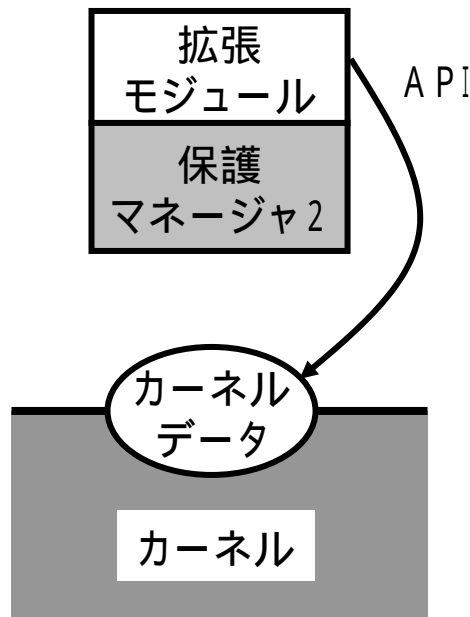 拡張
モジュール
API
保護
マネージャ2
カーネル
データ
カーネル